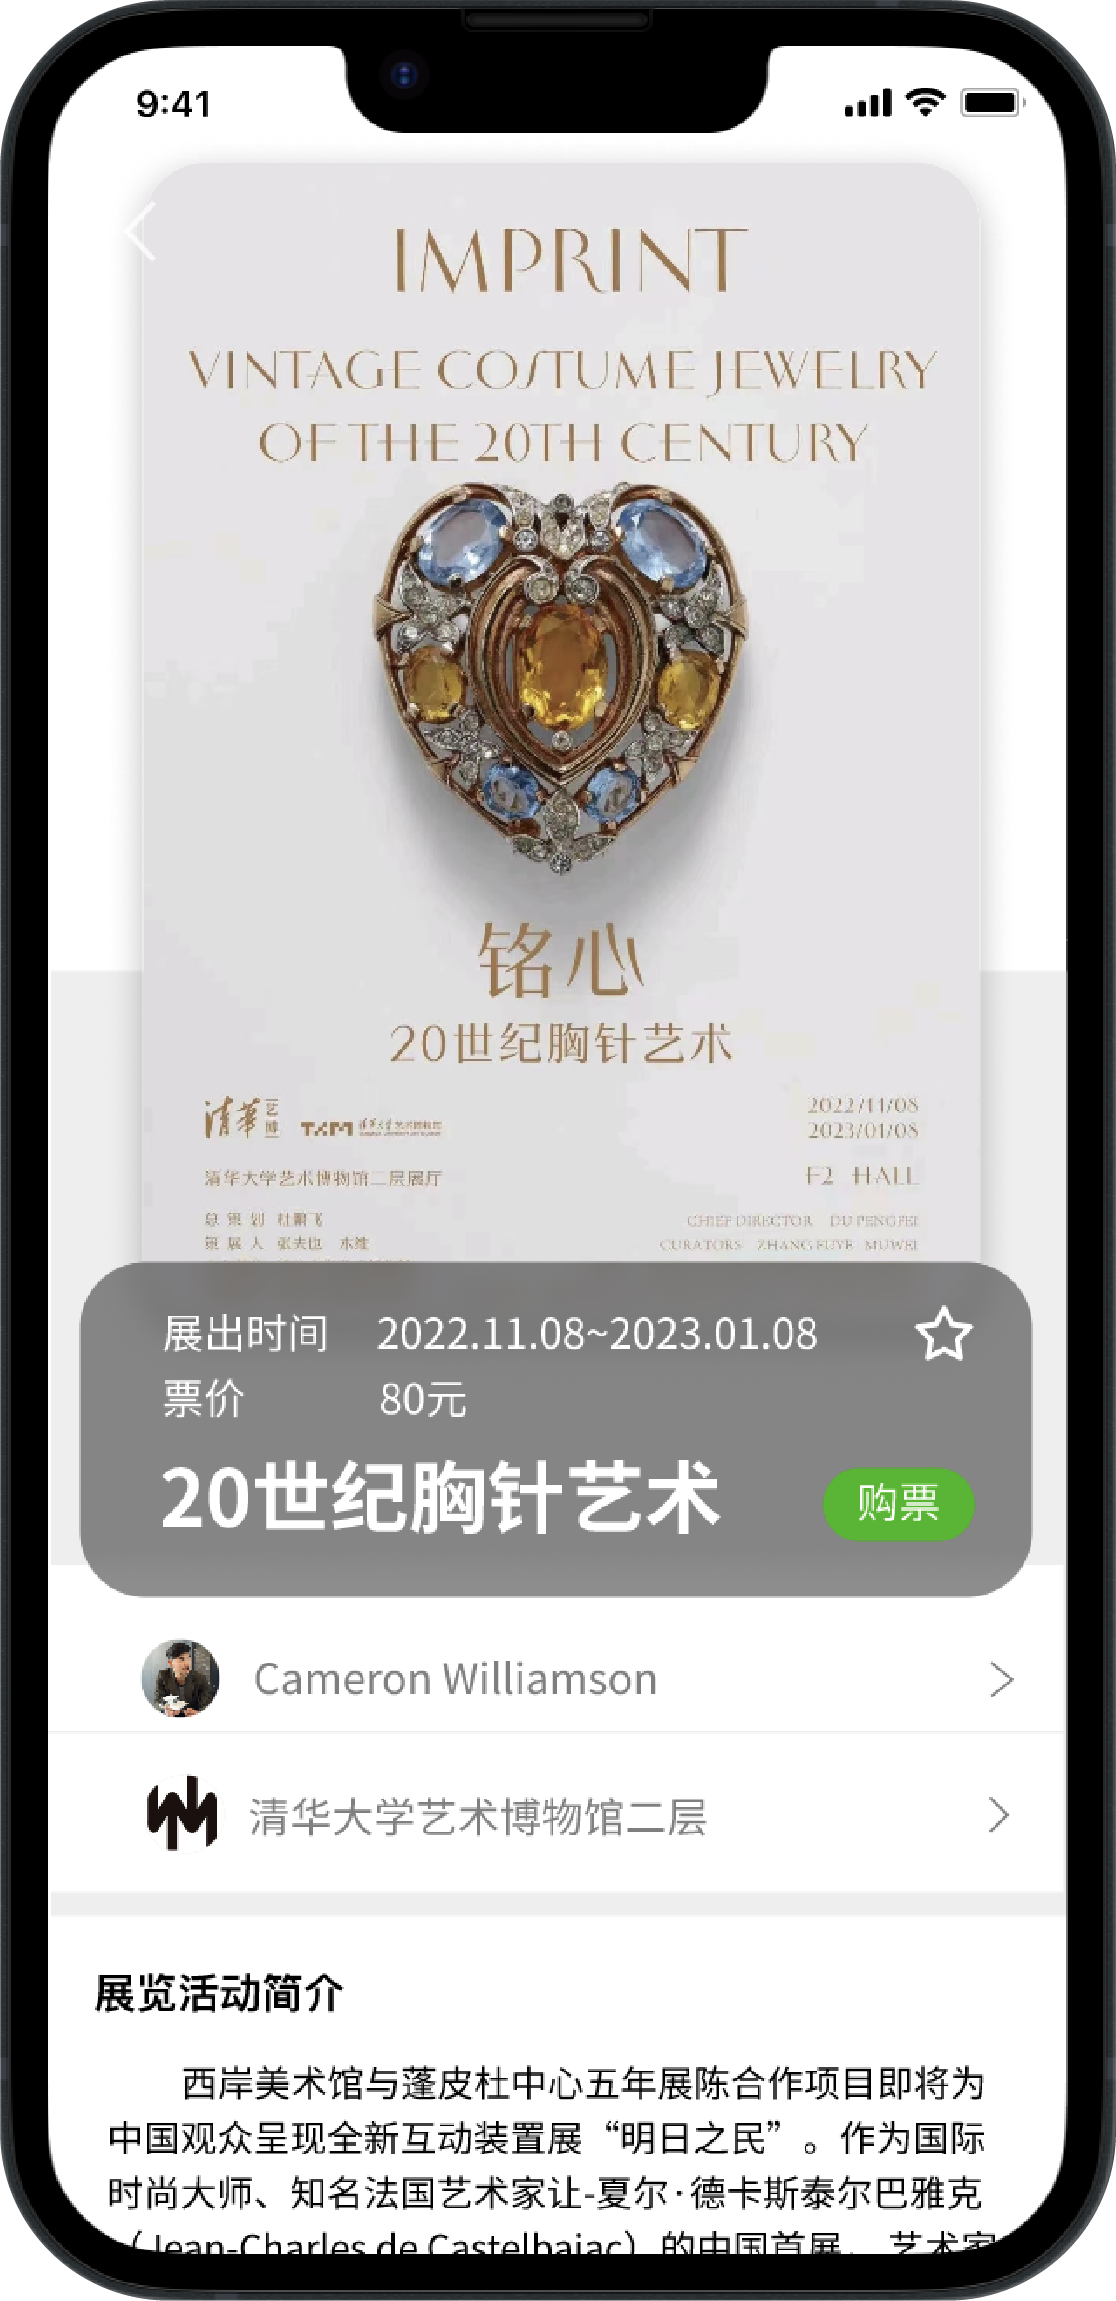 9:41
IMPRINT
VINTAGE COSTUME JEWELRY
OF THE 20TH CENTURY
铭心
20世纪胸针艺术
清華艺博 TAM 清华大学艺术博物馆
2022/11/08
2023/01/08
清华大学艺术博物馆二层展厅
F2 HALL
总策划 杜鹏飞
CHIEF DIRECTOR DU PENGFEI
策展人 张夫也
CURATORS ZHANG FUYE MUWEI
展出时间 2022.11.08~2023.01.08
票价 80元
20世纪胸针艺术
购票
Cameron Williamson
清华大学艺术博物馆二层
展览活动简介
西岸美术馆与蓬皮杜中心五年展陈合作项目即将为
中国观众呈现全新互动装置展“明日之民”。作为国际
时尚大师、知名法国艺术家让-夏尔·德卡斯泰尔巴雅克
（Jean-Charles de Castelbajac）的中国首展，艺术家